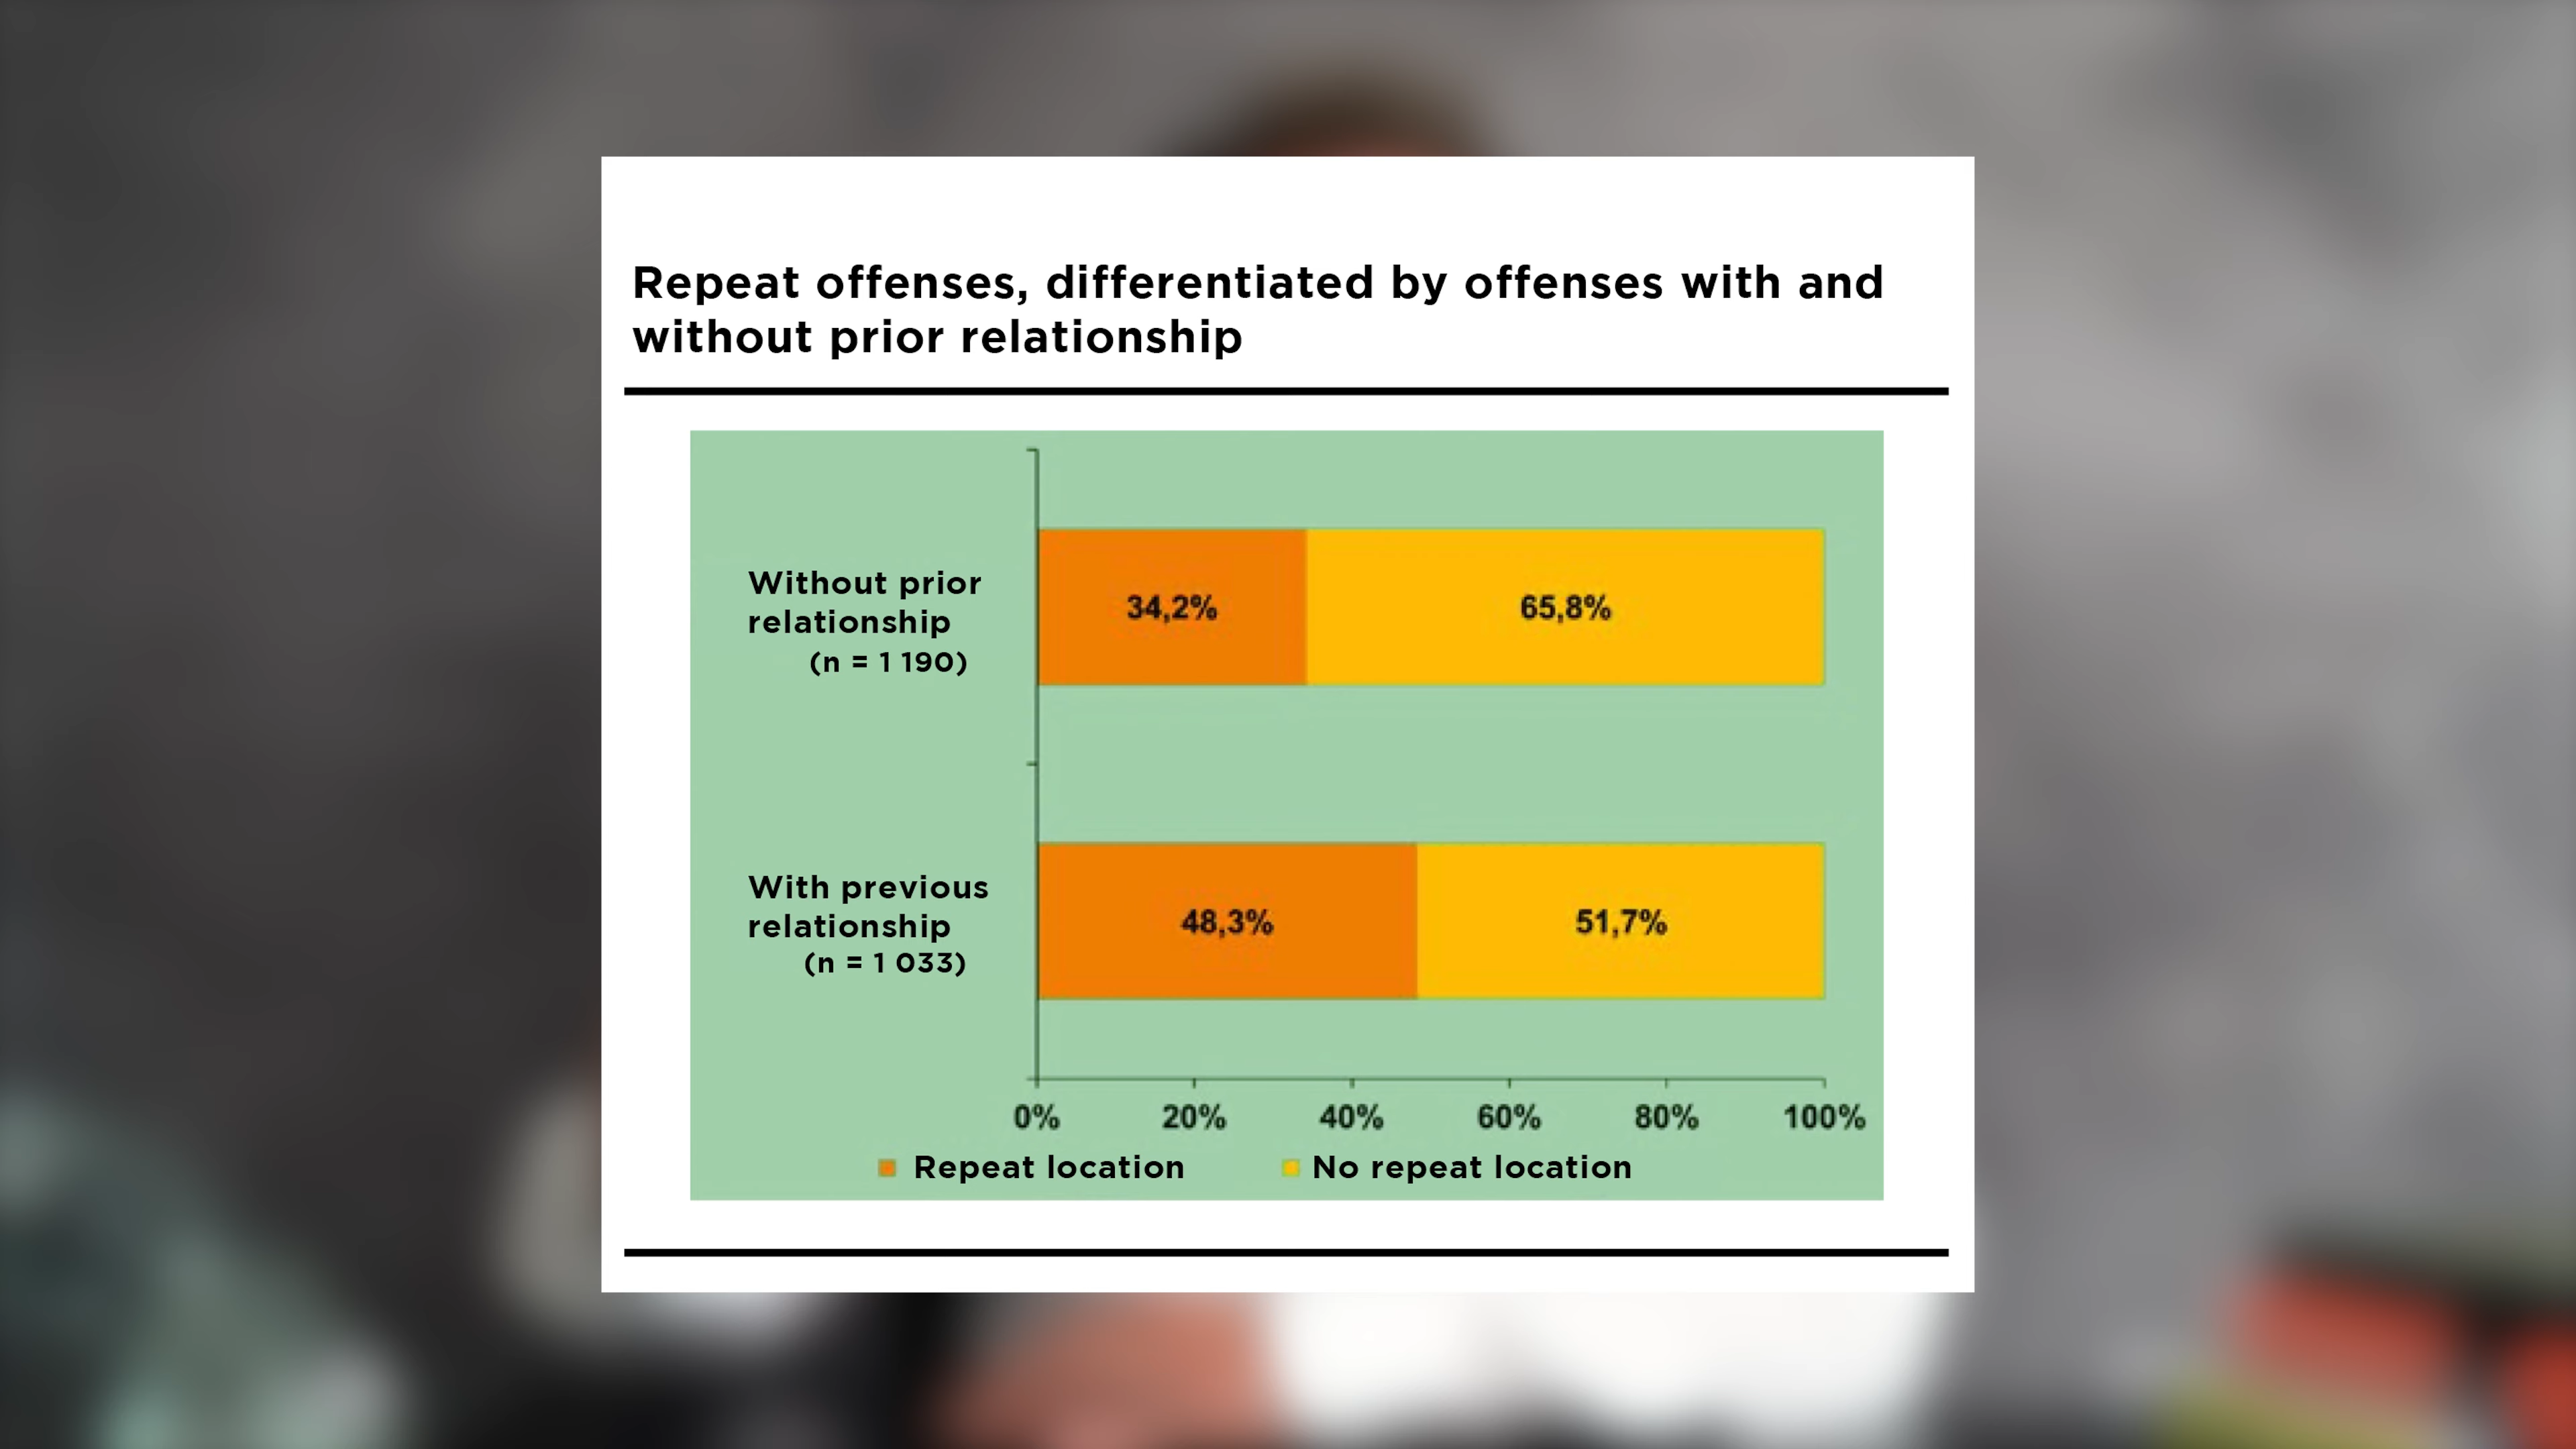 Repeat offenses, differentiated by offenses with and
without prior relationship
Without prior
relationship
(n = 1 190)
34,2%
65,8%
With previous
relationship
(n = 1 033)
48,3%
51,7%
0%
20%
40%
60%
80%
100%
Repeat location
No repeat location